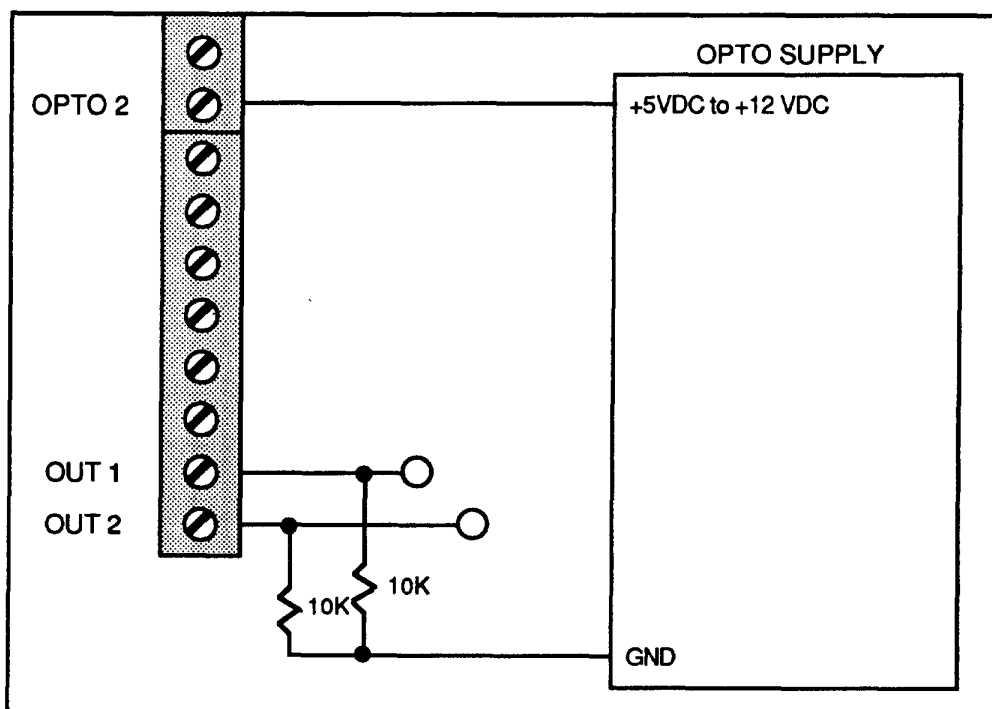 OPTO SUPPLY
OPTO 2
+5VDC to +12 VDC
OUT 1
OUT 2
10K
10K
GND